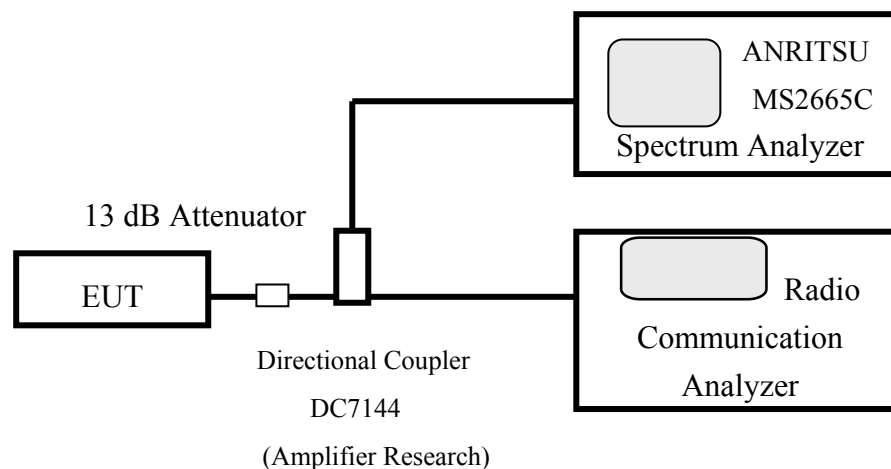 ANRITSU
MS2665C
Spectrum Analyzer
13 dB Attenuator
EUT
Radio
Communication
Analyzer
Directional Coupler
DC7144
(Amplifier Research)